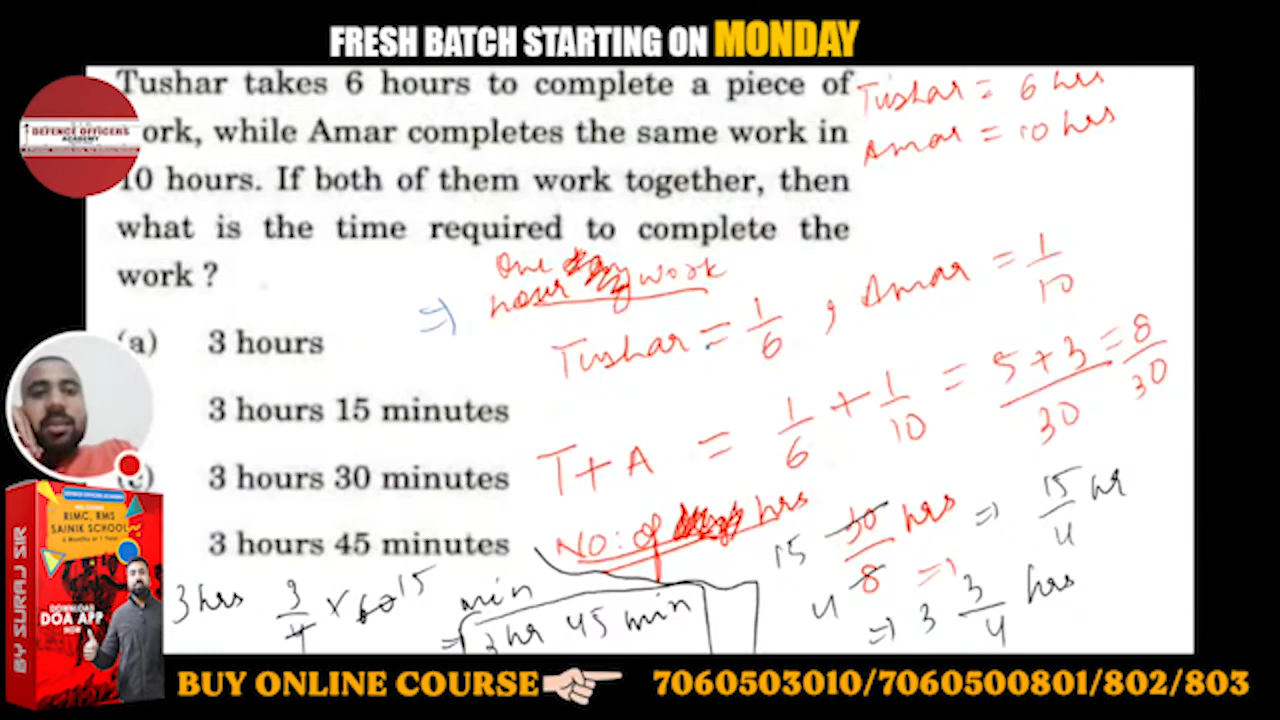 FRESH BATCH STARTING ON MONDAY
Tushar takes 6 hours to complete a piece of
ork, while Amar completes the same work in
10 hours. If both of them work together, then
what is the time required to complete the
work ?
(a) 3 hours
3 hours 15 minutes
3 hours 30 minutes
3 hours 45 minutes
Tushar = 6 hrs
Amar = 10 hrs
One
hour work
⇒
Tushar = 1/6 , Amar = 1/10
T+A = 1/6 + 1/10 = 5+3/30 = 8/30
No: of hrs
15 30/8 hrs ⇒ 15/4 hr
4
⇒ 3 3/4 hrs
3 hrs 3/4 × 60 15 min
⇒ 3 hr 45 min
DEFENCE OFFICERS
ACADEMY
DEFENCE OFFICERS ACADEMY
RIMC, RMS
SAINIK SCHOOL
DOWNLOAD
DOA APP
NOW
BY SURAJ SIR
BUY ONLINE COURSE 7060503010/7060500801/802/803